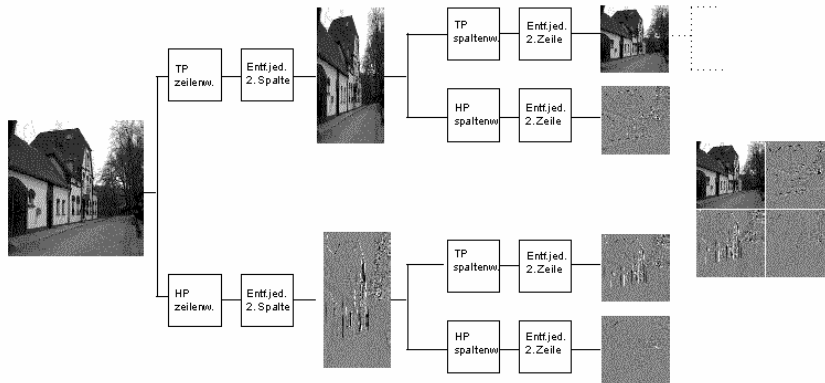 TP
spaltenw.
Entf.jed.
2.Zeile
TP
zeilenw.
Entf.jed.
2.Spalte
HP
spaltenw.
Entf.jed.
2.Zeile
TP
spaltenw.
Entf.jed.
2.Zeile
HP
zeilenw.
Entf.jed.
2.Spalte
HP
spaltenw.
Entf.jed.
2.Zeile